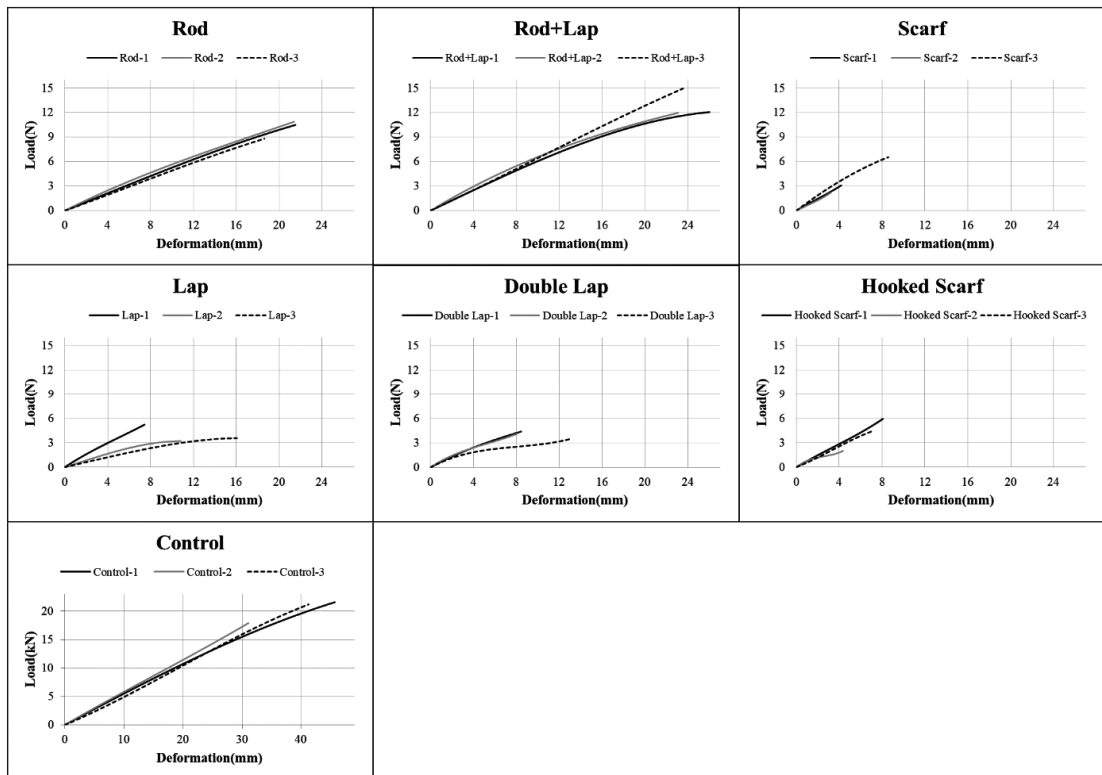 Rod
Rod-1 Rod-2 Rod-3
15
12
9
6
3
0
Load(N)
0 4 8 12 16 20 24
Deformation(mm)
Rod+Lap
Rod+Lap-1 Rod+Lap-2 Rod+Lap-3
15
12
9
6
3
0
Load(N)
0 4 8 12 16 20 24
Deformation(mm)
Scarf
Scarf-1 Scarf-2 Scarf-3
15
12
9
6
3
0
Load(N)
0 4 8 12 16 20 24
Deformation(mm)
Lap
Lap-1 Lap-2 Lap-3
15
12
9
6
3
0
Load(N)
0 4 8 12 16 20 24
Deformation(mm)
Double Lap
Double Lap-1 Double Lap-2 Double Lap-3
15
12
9
6
3
0
Load(N)
0 4 8 12 16 20 24
Deformation(mm)
Hooked Scarf
Hooked Scarf-1 Hooked Scarf-2 Hooked Scarf-3
15
12
9
6
3
0
Load(N)
0 4 8 12 16 20 24
Deformation(mm)
Control
Control-1 Control-2 Control-3
20
15
10
5
0
Load(kN)
0 10 20 30 40
Deformation(mm)